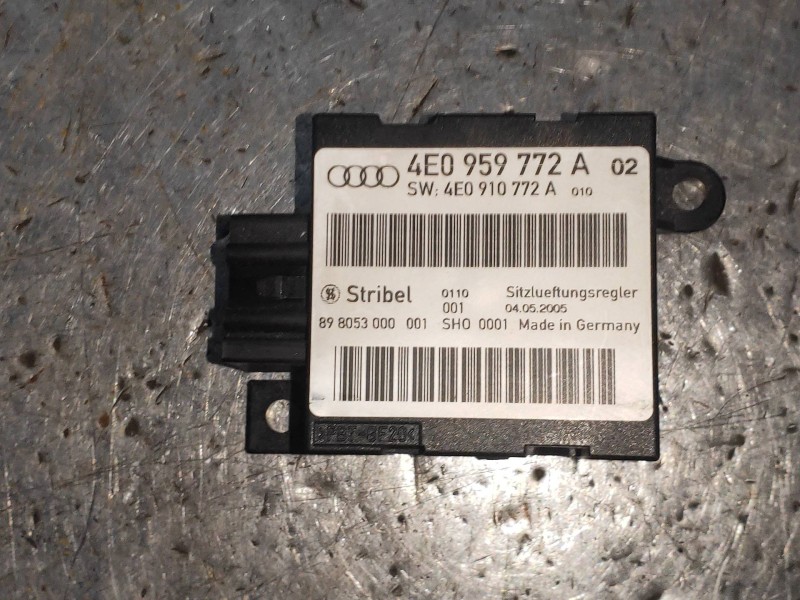 4E0 959 772 A 02
SW: 4E0 910 772 A 010
Stribel 0110 Sitzlueftungsregler
001 04.05.2005
89 8053 000 001 SHO 0001 Made in Germany